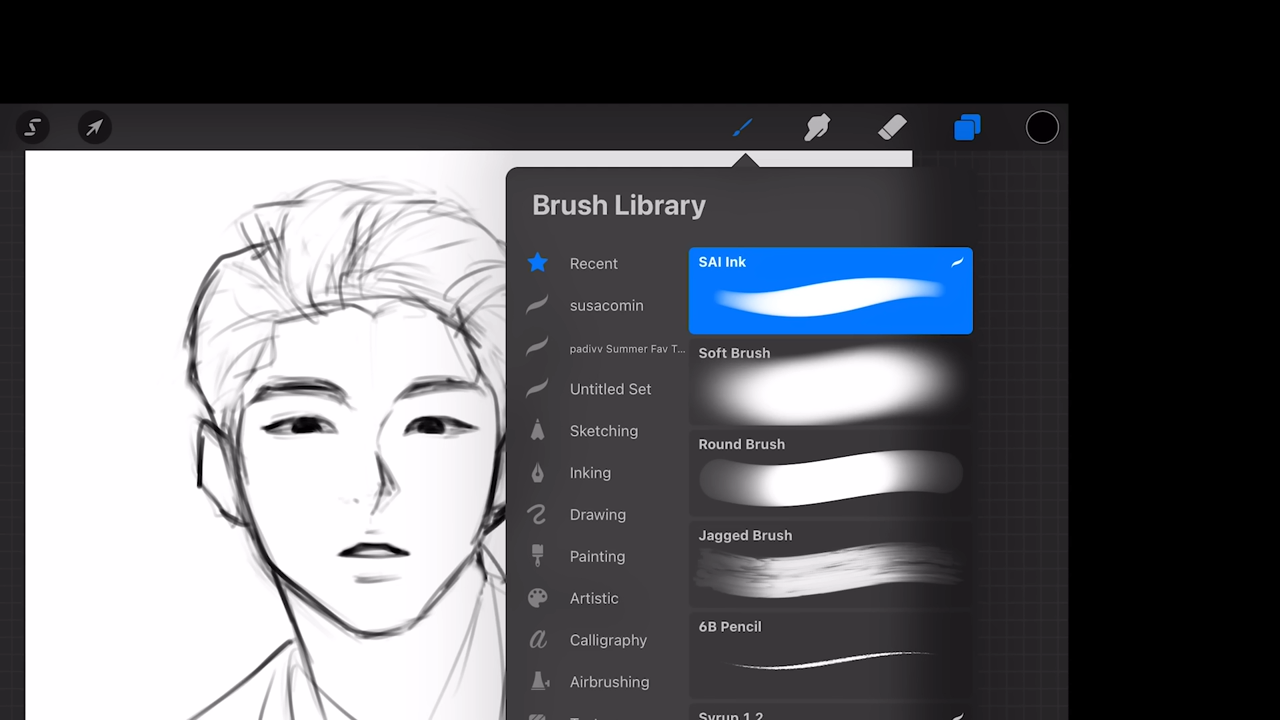 Brush Library
Recent
susacomin
padivv Summer Fav T...
Untitled Set
Sketching
Inking
Drawing
Painting
Artistic
Calligraphy
Airbrushing
SAI Ink
Soft Brush
Round Brush
Jagged Brush
6B Pencil
Syrup 1.2